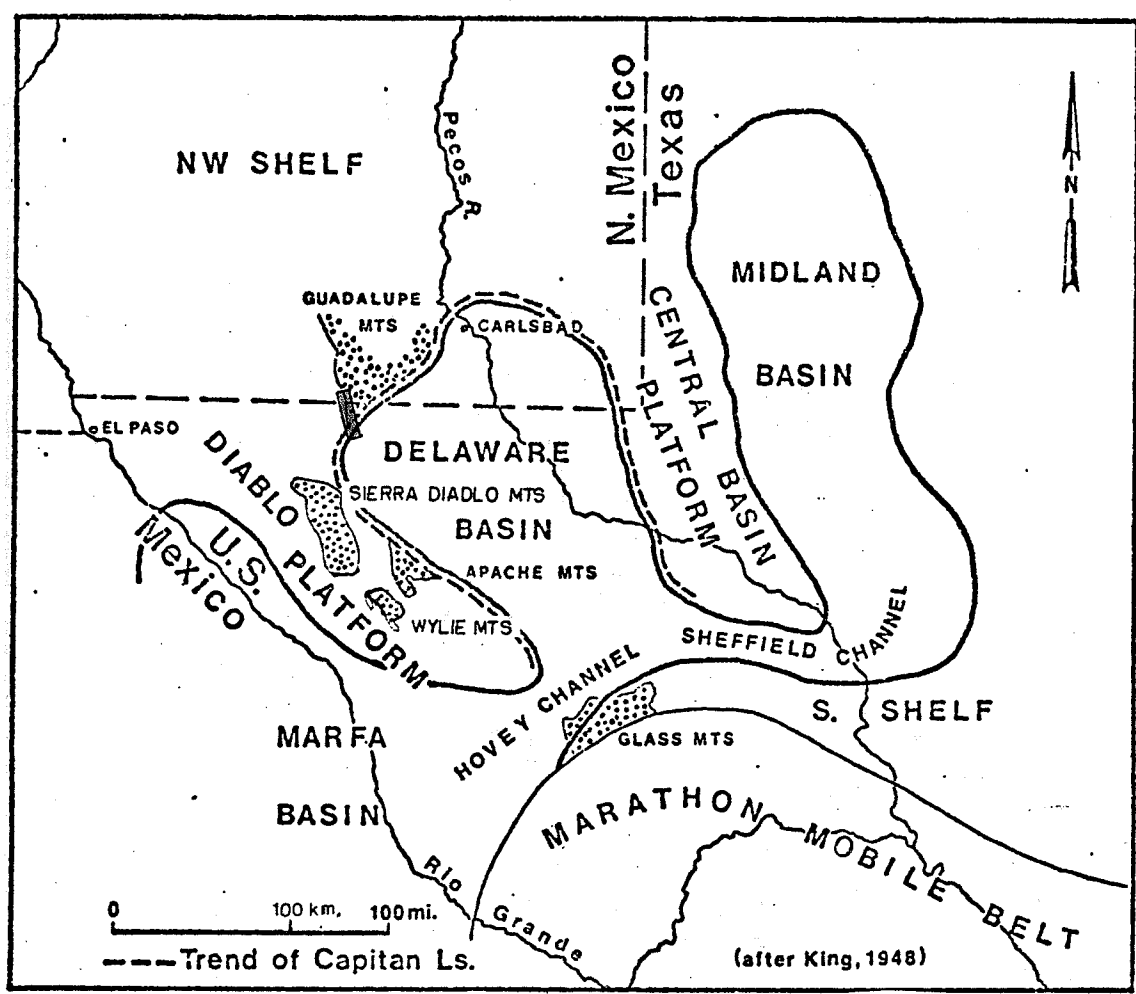 N. Mexico
Texas
Pecos R.
NW SHELF
N
MIDLAND
BASIN
GUADALUPE
MTS
CARLSBAD
CENTRAL BASIN
PLATFORM
EL PASO
DELAWARE
BASIN
DIABLO PLATFORM
SIERRA DIADLO MTS
APACHE MTS
WYLIE MTS
U.S.
Mexico
SHEFFIELD CHANNEL
HOVEY CHANNEL
S. SHELF
GLASS MTS
MARFA
BASIN
MARATHON MOBILE BELT
Rio Grande
0 100 km. 100 mi.
Trend of Capitan Ls.
(after King, 1948)